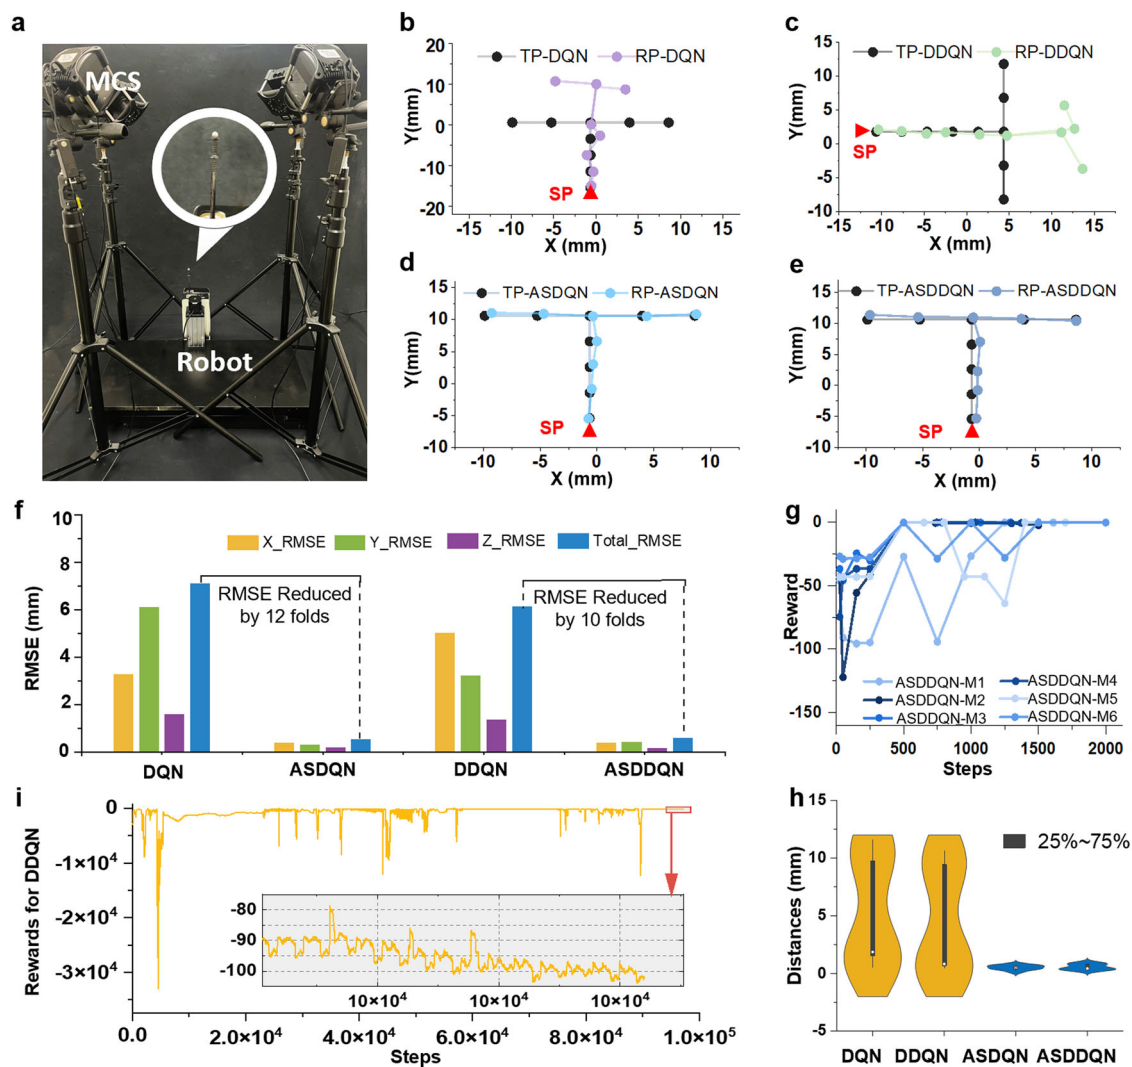 a
MCS
Robot
b
TP-DQN
RP-DQN
20
15
10
5
0
-5
-10
-15
-20
Y(mm)
SP
-15
-10
-5
0
5
10
15
X (mm)
c
TP-DDQN
RP-DDQN
15
10
5
0
-5
-10
Y(mm)
SP
-15
-10
-5
0
5
10
15
X (mm)
d
TP-ASDQN
RP-ASDQN
15
10
5
0
-5
-10
Y(mm)
SP
-10
-5
0
5
10
X (mm)
e
TP-ASDDQN
RP-ASDDQN
15
10
5
0
-5
-10
Y(mm)
SP
-10
-5
0
5
10
X (mm)
f
10
8
6
4
2
0
RMSE (mm)
X_RMSE
Y_RMSE
Z_RMSE
Total_RMSE
RMSE Reduced
by 12 folds
RMSE Reduced
by 10 folds
DQN
ASDQN
DDQN
ASDDQN
g
0
-50
-100
-150
Reward
ASDDQN-M1
ASDDQN-M4
ASDDQN-M2
ASDDQN-M5
ASDDQN-M3
ASDDQN-M6
0
500
1000
1500
2000
Steps
i
0
-1×10⁴
-2×10⁴
-3×10⁴
Rewards for DDQN
-80
-90
-100
10×10⁴
10×10⁴
10×10⁴
0.0
2.0×10⁴
4.0×10⁴
6.0×10⁴
8.0×10⁴
1.0×10⁵
Steps
h
15
10
5
0
-5
Distances (mm)
25%~75%
DQN
DDQN
ASDQN
ASDDQN